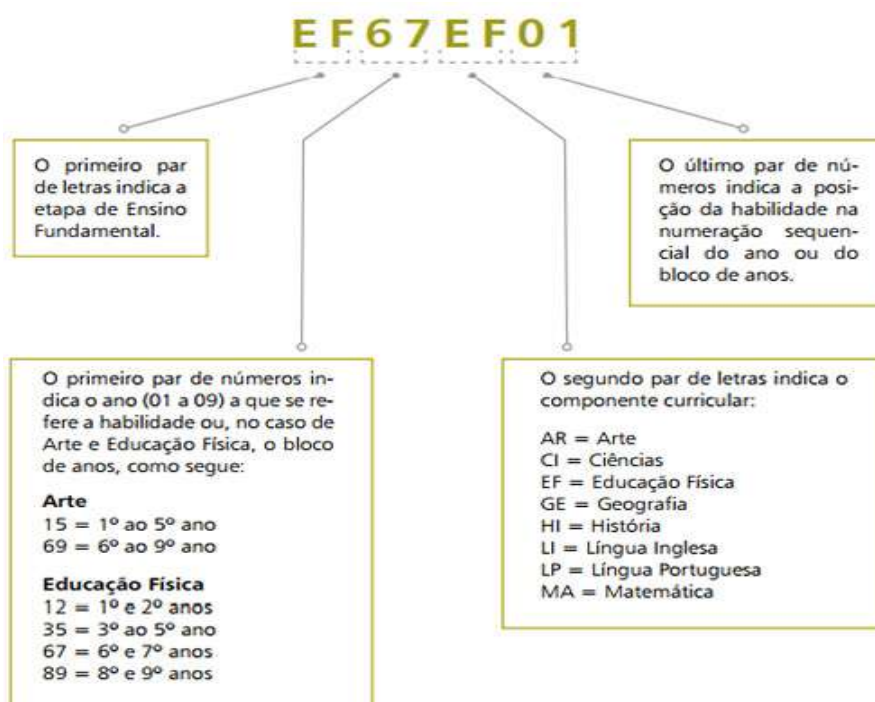 EF67EF01
O primeiro par
de letras indica a
etapa de Ensino
Fundamental.
O último par de nú-
meros indica a posi-
ção da habilidade na
numeração sequen-
cial do ano ou do
bloco de anos.
O primeiro par de números in-
dica o ano (01 a 09) a que se re-
fere a habilidade ou, no caso de
Arte e Educação Física, o bloco
de anos, como segue:
Arte
15 = 1º ao 5º ano
69 = 6º ao 9º ano
Educação Física
12 = 1º e 2º anos
35 = 3º ao 5º ano
67 = 6º e 7º anos
89 = 8º e 9º anos
O segundo par de letras indica o
componente curricular:
AR = Arte
CI = Ciências
EF = Educação Física
GE = Geografia
HI = História
LI = Língua Inglesa
LP = Língua Portuguesa
MA = Matemática